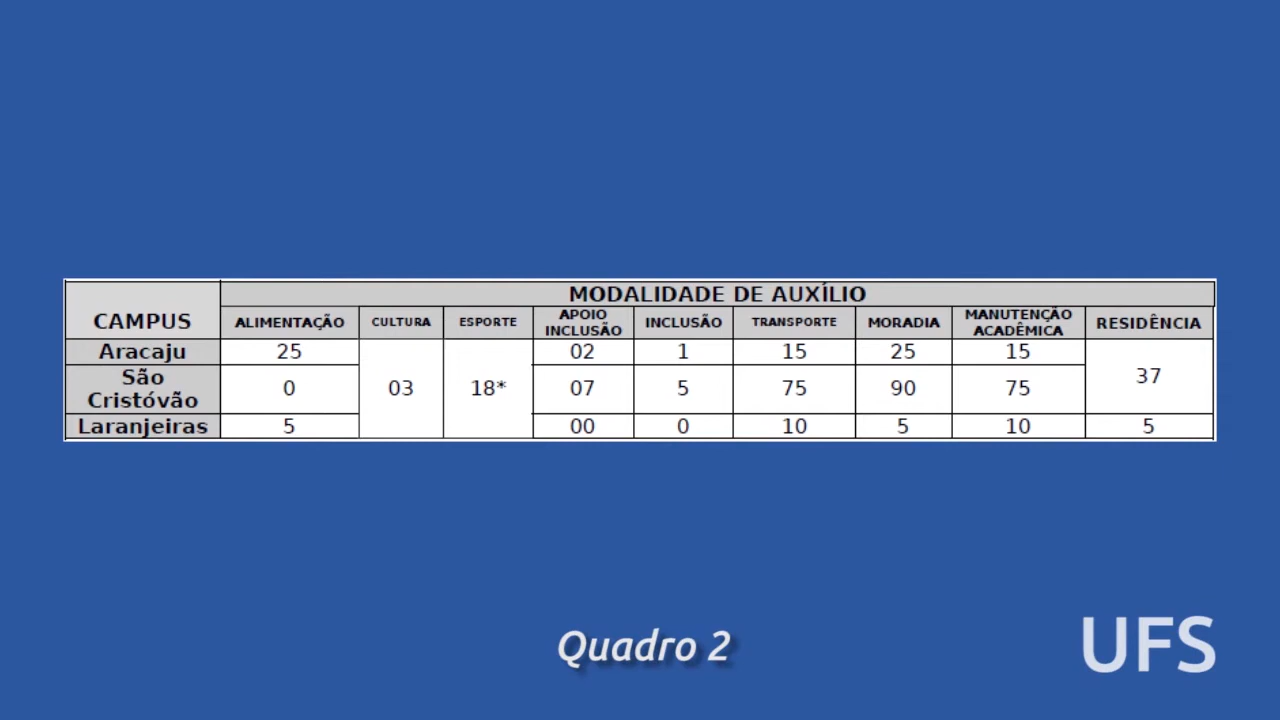 CAMPUS
MODALIDADE DE AUXÍLIO
ALIMENTAÇÃO CULTURA ESPORTE APOIO INCLUSÃO INCLUSÃO TRANSPORTE MORADIA MANUTENÇÃO ACADÊMICA RESIDÊNCIA
Aracaju 25 02 1 15 25 15
São Cristóvão 0 03 18* 07 5 75 90 75 37
Laranjeiras 5 00 0 10 5 10 5
Quadro 2
UFS